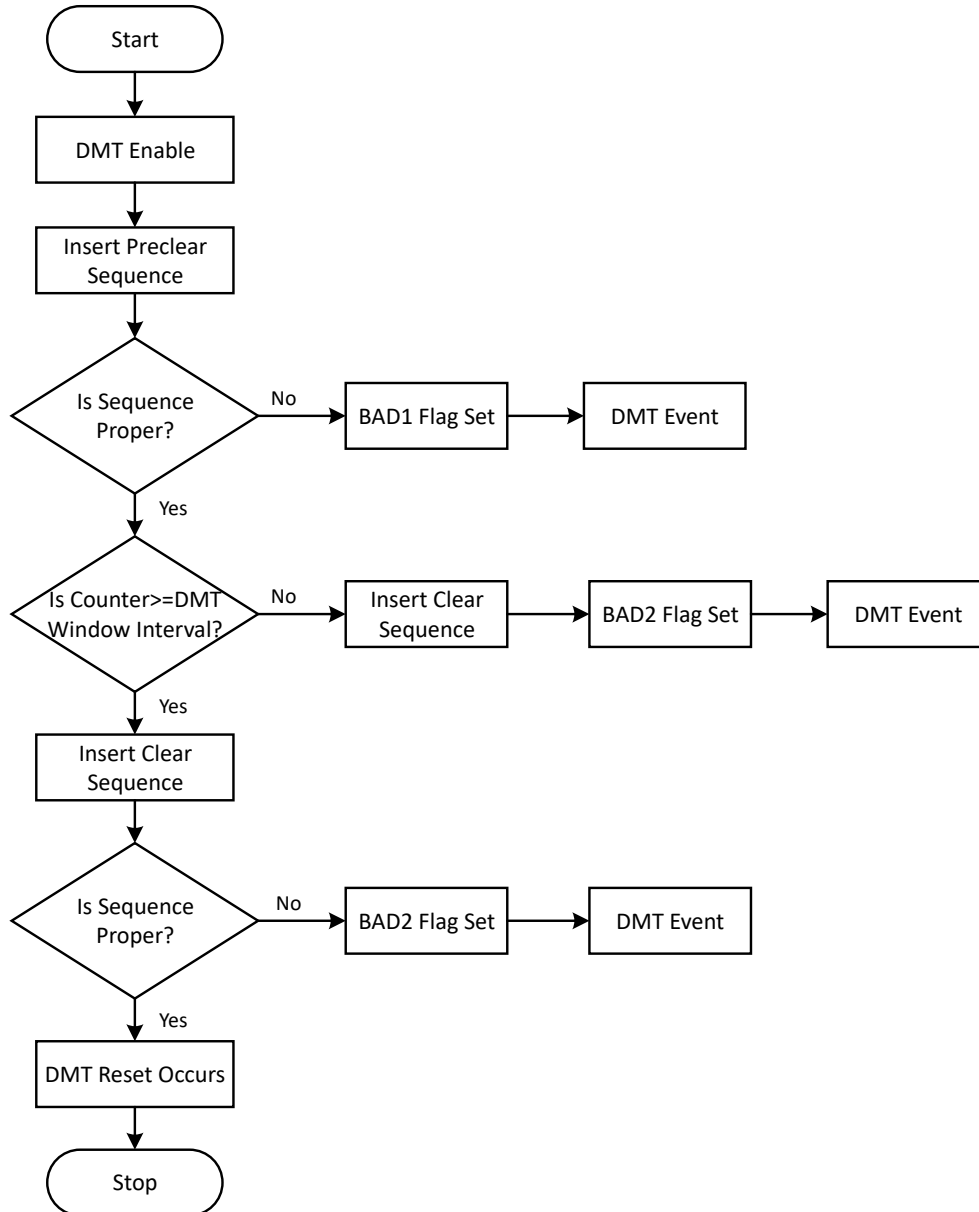 Start
DMT Enable
Insert Preclear
Sequence
Is Sequence
Proper?
No
BAD1 Flag Set
DMT Event
Yes
Is Counter>=DMT
Window Interval?
No
Insert Clear
Sequence
BAD2 Flag Set
DMT Event
Yes
Insert Clear
Sequence
Is Sequence
Proper?
No
BAD2 Flag Set
DMT Event
Yes
DMT Reset Occurs
Stop